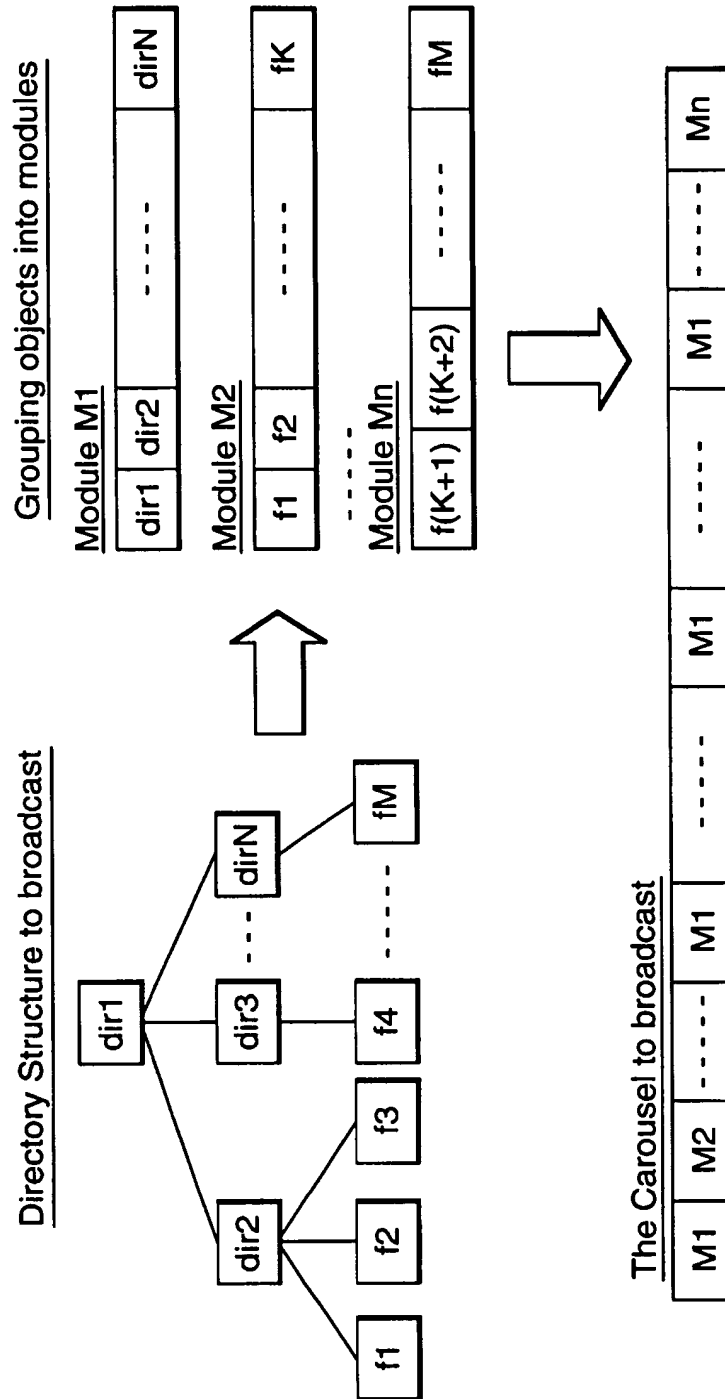 Directory Structure to broadcast
dir1
dir2
dir3
-----
dirN
f1
f2
f3
f4
-----
fM
Grouping objects into modules
Module M1
dir1 dir2 ----- dirN
Module M2
f1 f2 ----- fK
-----
Module Mn
f(K+1) f(K+2) ----- fM
The Carousel to broadcast
M1 M2 ----- M1 ----- M1 ----- M1 ----- Mn